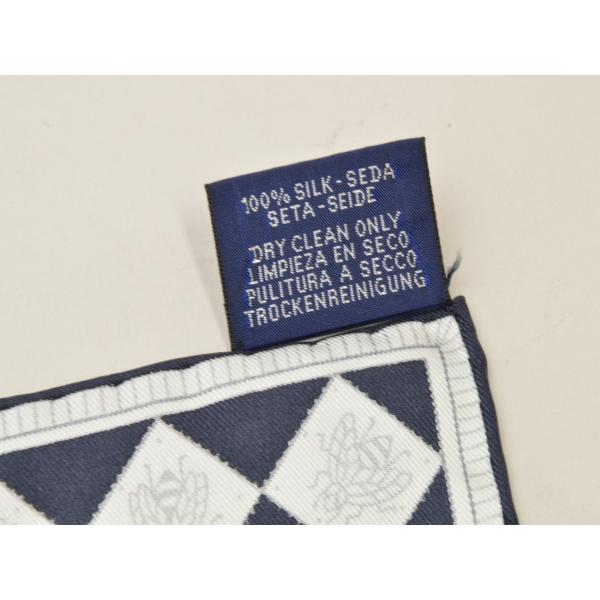 100% SILK-SEDA
SETA-SEIDE
DRY CLEAN ONLY
LIMPIEZA EN SECO
PULITURA A SECCO
TROCKENREINIGUNG